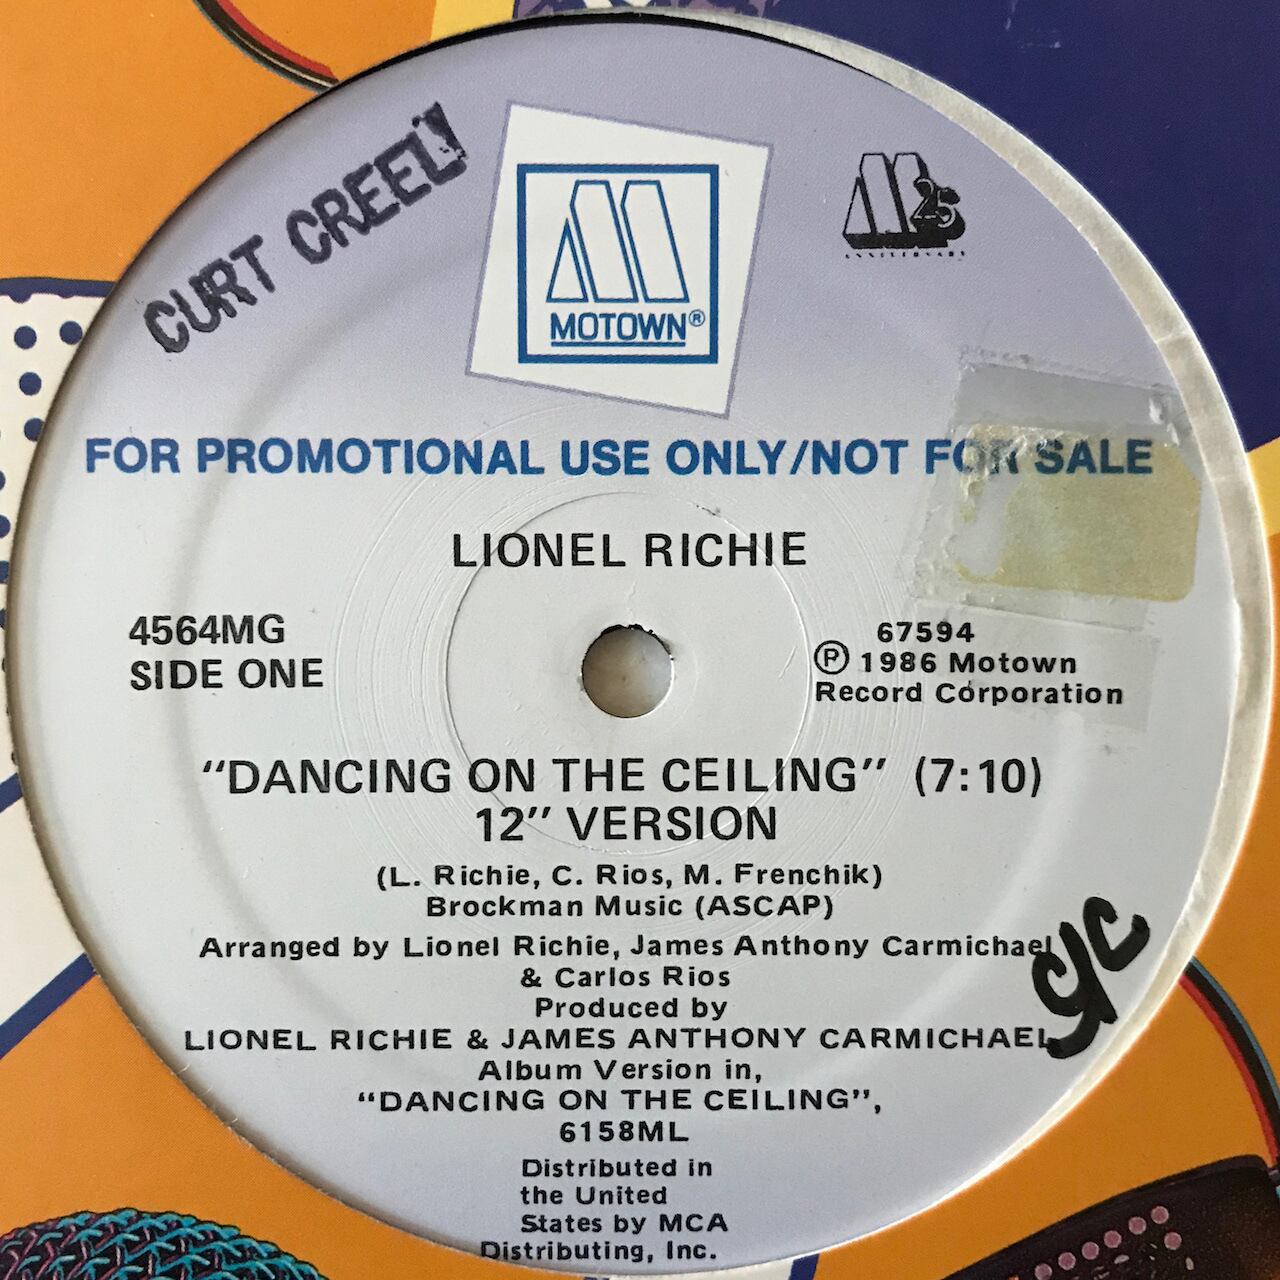 CURT CREEL
MOTOWN®
25
ANNIVERSARY
FOR PROMOTIONAL USE ONLY/NOT FOR SALE
LIONEL RICHIE
4564MG
SIDE ONE
67594
Ⓟ 1986 Motown
Record Corporation
“DANCING ON THE CEILING” (7:10)
12” VERSION
(L. Richie, C. Rios, M. Frenchik)
Brockman Music (ASCAP)
Arranged by Lionel Richie, James Anthony Carmichael
& Carlos Rios
Produced by
LIONEL RICHIE & JAMES ANTHONY CARMICHAEL
Album Version in,
“DANCING ON THE CEILING”,
6158ML
CJC
Distributed in
the United
States by MCA
Distributing, Inc.